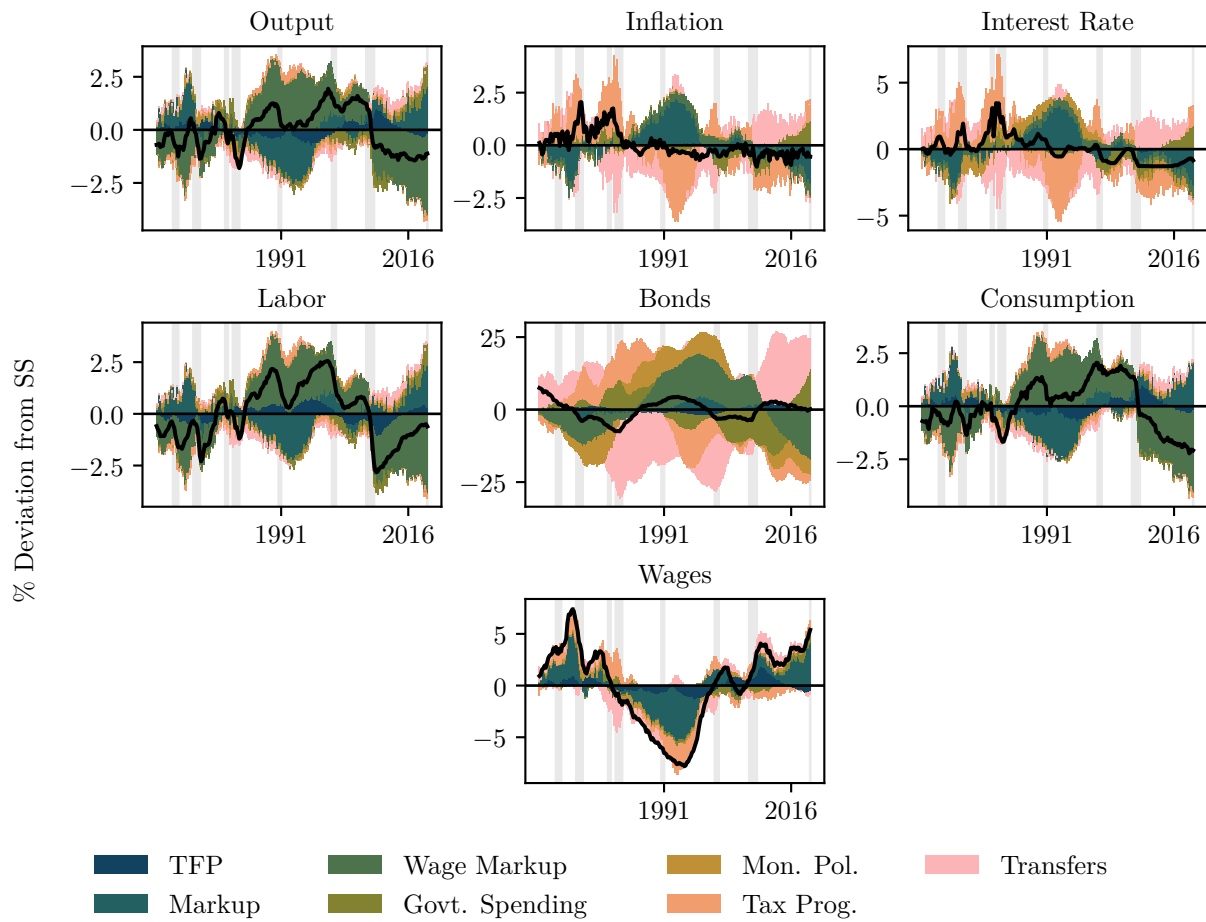 Output
Inflation
Interest Rate
2.5
0.0
−2.5
1991
2016
2.5
0.0
−2.5
1991
2016
5
0
−5
1991
2016
Labor
Bonds
Consumption
% Deviation from SS
2.5
0.0
−2.5
1991
2016
25
0
−25
1991
2016
2.5
0.0
−2.5
1991
2016
Wages
5
0
−5
1991
2016
TFP
Wage Markup
Mon. Pol.
Transfers
Markup
Govt. Spending
Tax Prog.